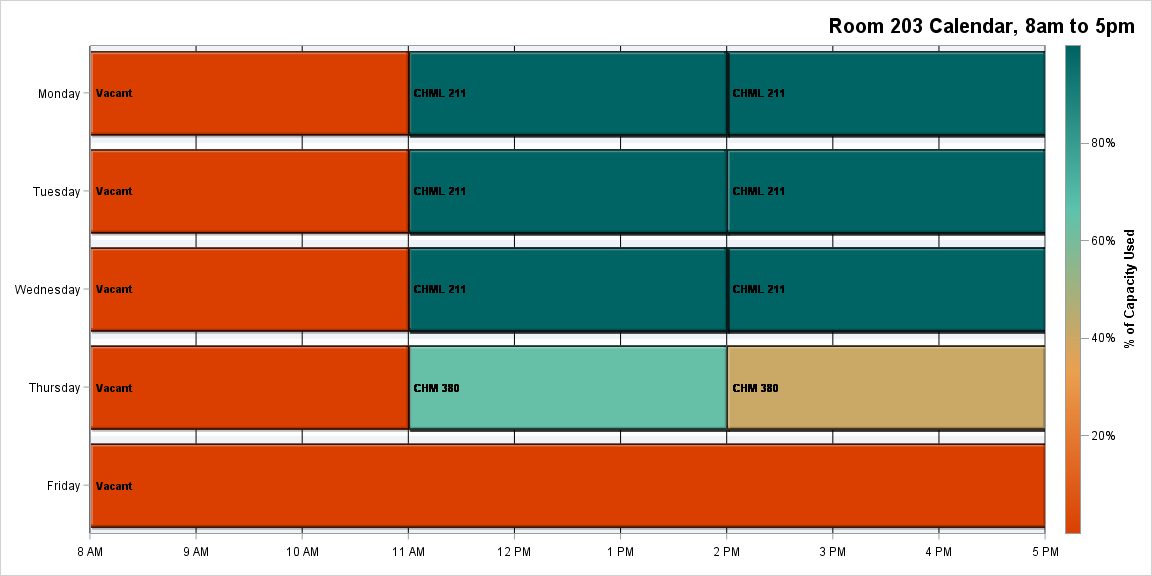 Room 203 Calendar, 8am to 5pm
Monday
Vacant
CHML 211
CHML 211
Tuesday
Vacant
CHML 211
CHML 211
Wednesday
Vacant
CHML 211
CHML 211
Thursday
Vacant
CHM 380
CHM 380
Friday
Vacant
8 AM
9 AM
10 AM
11 AM
12 PM
1 PM
2 PM
3 PM
4 PM
5 PM
80%
60%
40%
20%
% of Capacity Used